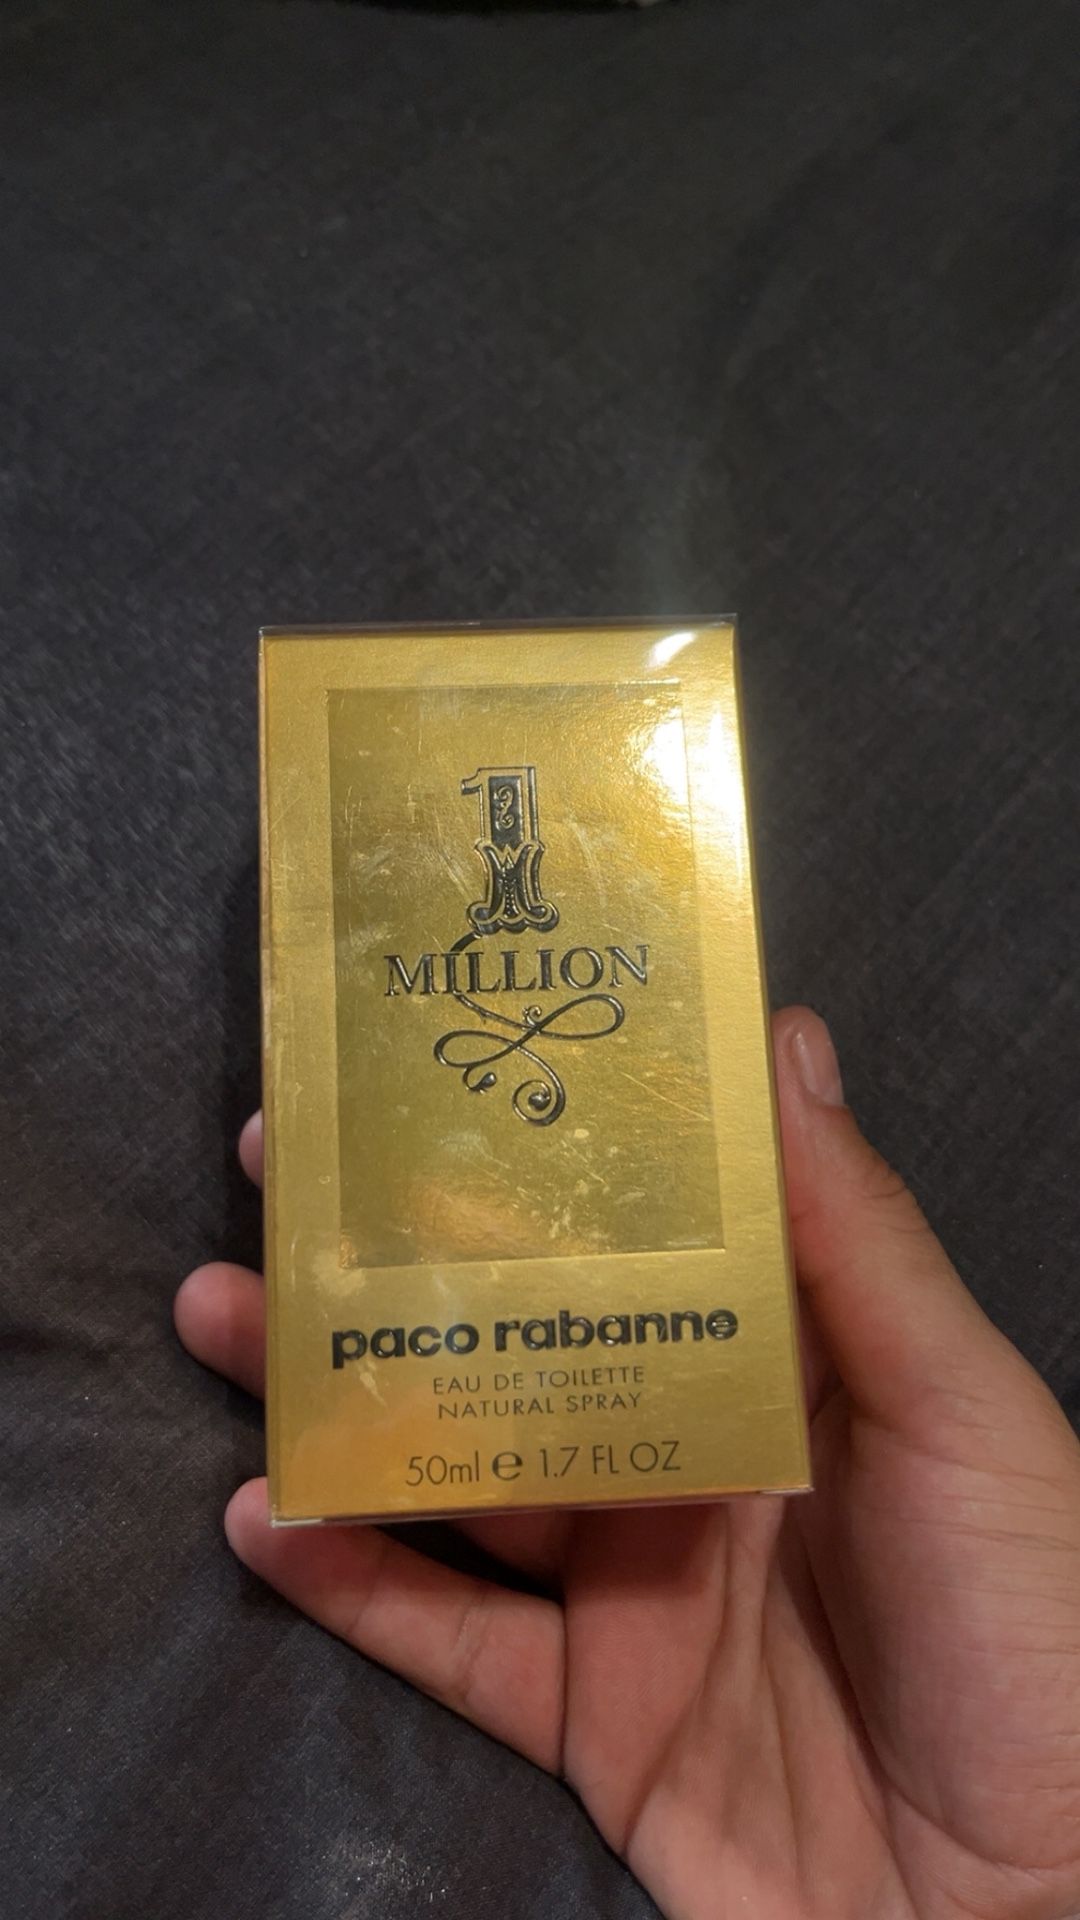 1
MILLION
paco rabanne
EAU DE TOILETTE
NATURAL SPRAY
50ml ℮ 1.7 FL OZ